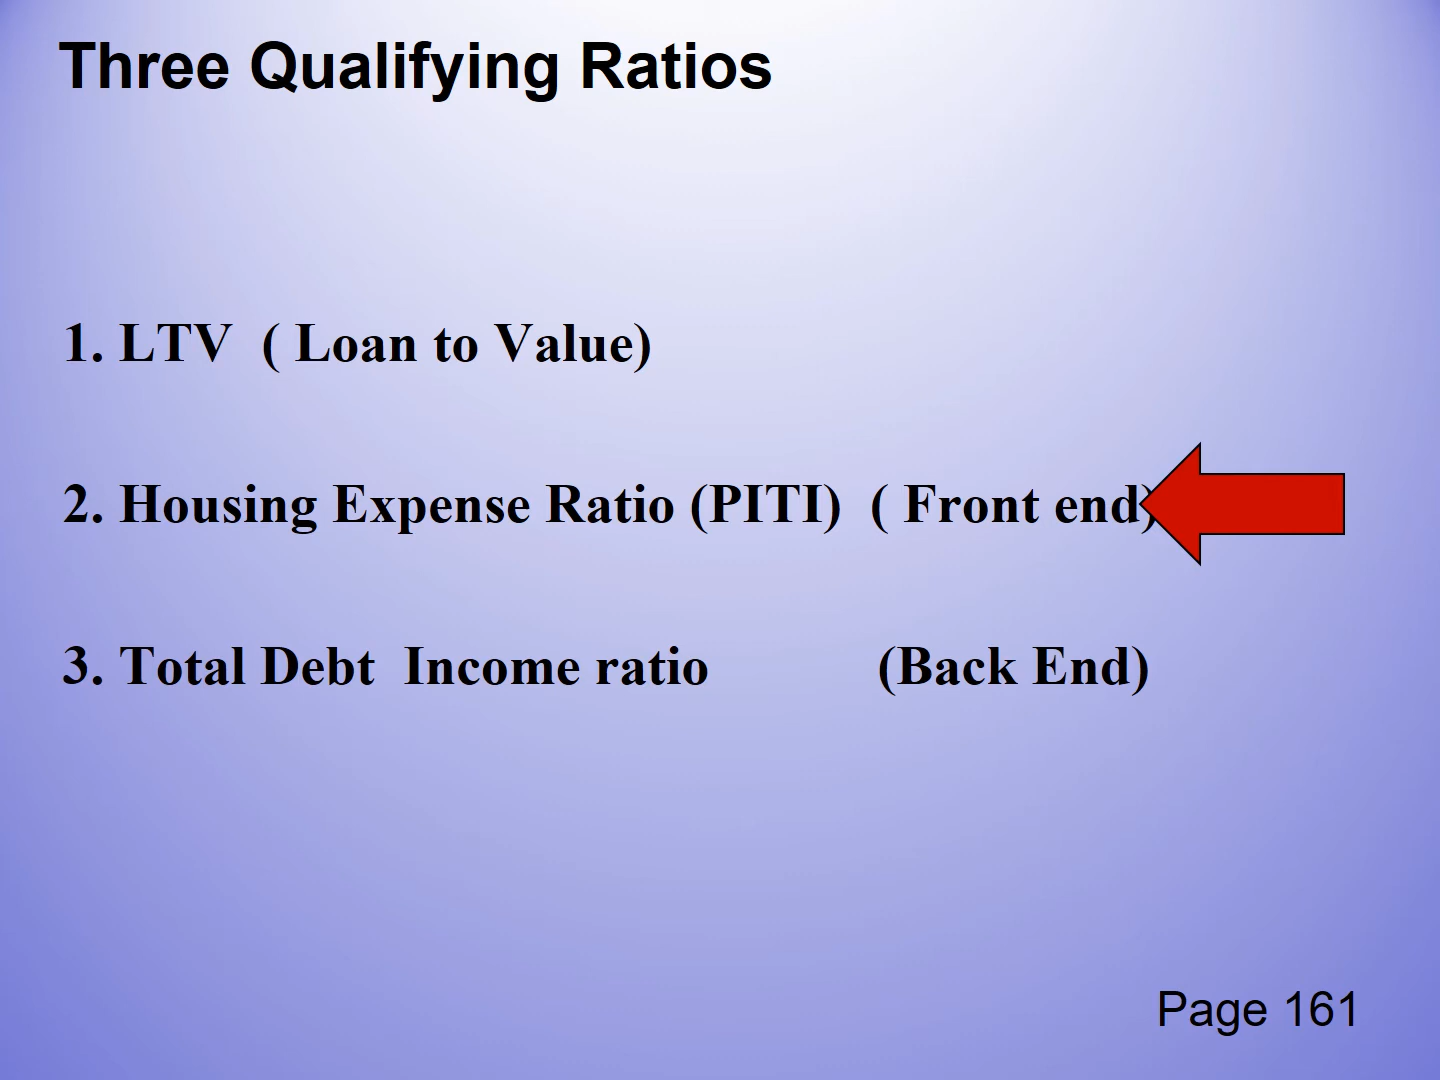 Three Qualifying Ratios
1. LTV ( Loan to Value)
2. Housing Expense Ratio (PITI) ( Front end)
3. Total Debt Income ratio (Back End)
Page 161